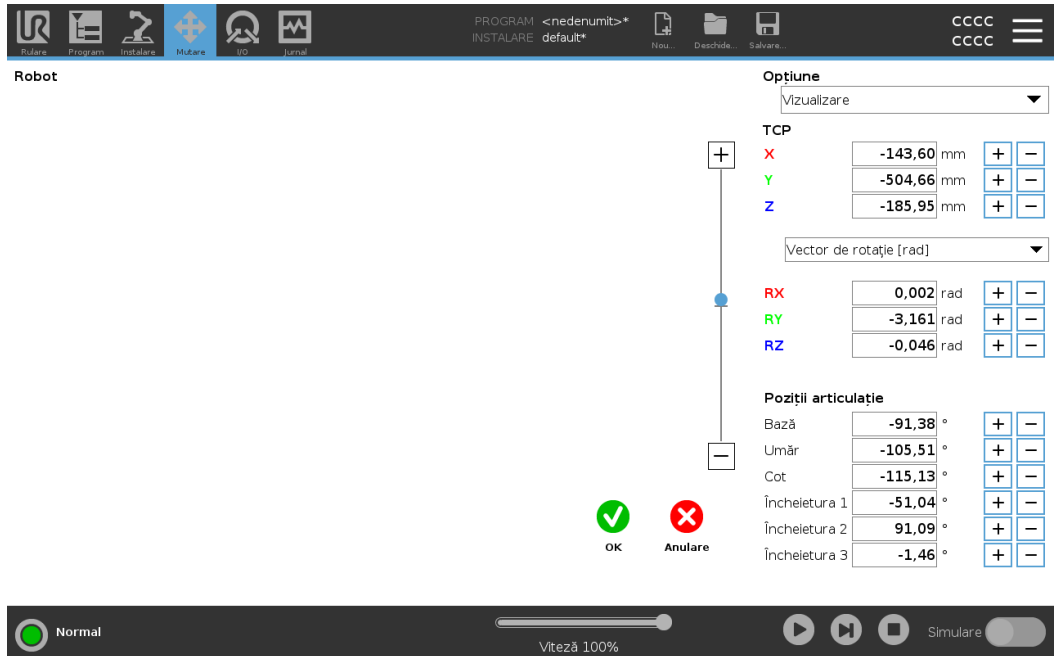 UR
Rulare
Program
Instalare
Mutare
I/O
Jurnal
PROGRAM <nedenumit>*
INSTALARE default*
Nou...
Deschide...
Salvare...
CCCC
CCCC
Robot
Opțiune
Vizualizare
TCP
X -143,60 mm + −
Y -504,66 mm + −
Z -185,95 mm + −
Vector de rotație [rad]
RX 0,002 rad + −
RY -3,161 rad + −
RZ -0,046 rad + −
Poziții articulație
Bază -91,38 ° + −
Umăr -105,51 ° + −
Cot -115,13 ° + −
Încheietura 1 -51,04 ° + −
Încheietura 2 91,09 ° + −
Încheietura 3 -1,46 ° + −
+
−
OK
Anulare
Normal
Viteză 100%
Simulare